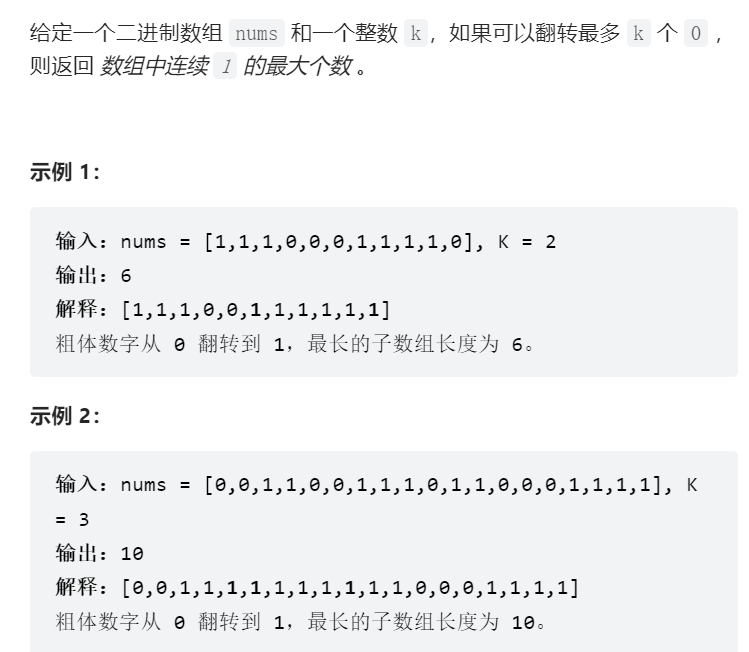 给定一个二进制数组 nums 和一个整数 k，如果可以翻转最多 k 个 0 ，
则返回 数组中连续 1 的最大个数 。
示例 1：
输入：nums = [1,1,1,0,0,0,1,1,1,1,0], K = 2
输出：6
解释：[1,1,1,0,0,1,1,1,1,1,1]
粗体数字从 0 翻转到 1，最长的子数组长度为 6。
示例 2：
输入：nums = [0,0,1,1,0,0,1,1,1,0,1,1,0,0,0,1,1,1,1], K
= 3
输出：10
解释：[0,0,1,1,1,1,1,1,1,1,1,1,0,0,0,1,1,1,1]
粗体数字从 0 翻转到 1，最长的子数组长度为 10。